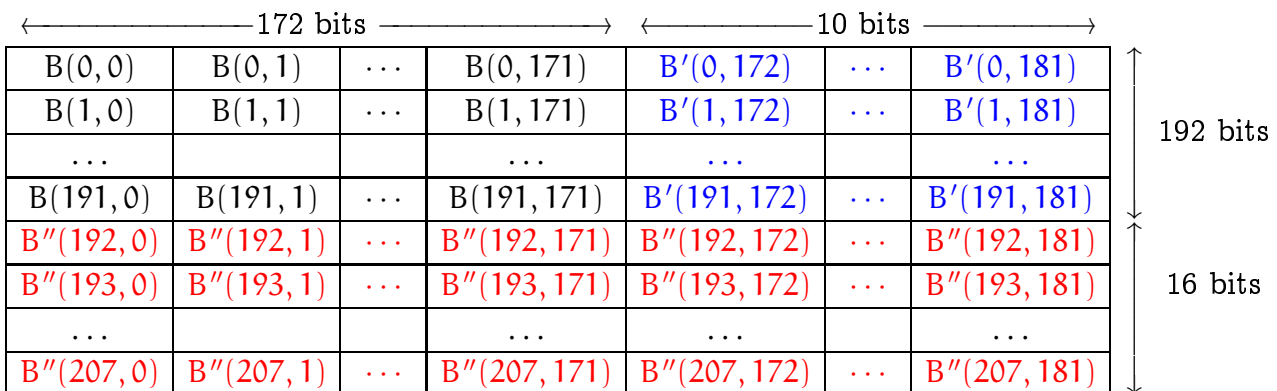 172 bits 10 bits
B(0, 0) B(0, 1) ⋯ B(0, 171) B′(0, 172) ⋯ B′(0, 181)
B(1, 0) B(1, 1) ⋯ B(1, 171) B′(1, 172) ⋯ B′(1, 181)
192 bits
... ... ... ...
B(191, 0) B(191, 1) ⋯ B(191, 171) B′(191, 172) ⋯ B′(191, 181)
B″(192, 0) B″(192, 1) ⋯ B″(192, 171) B″(192, 172) ⋯ B″(192, 181)
B″(193, 0) B″(193, 1) ⋯ B″(193, 171) B″(193, 172) ⋯ B″(193, 181) 16 bits
... ... ... ...
B″(207, 0) B″(207, 1) ⋯ B″(207, 171) B″(207, 172) ⋯ B″(207, 181)